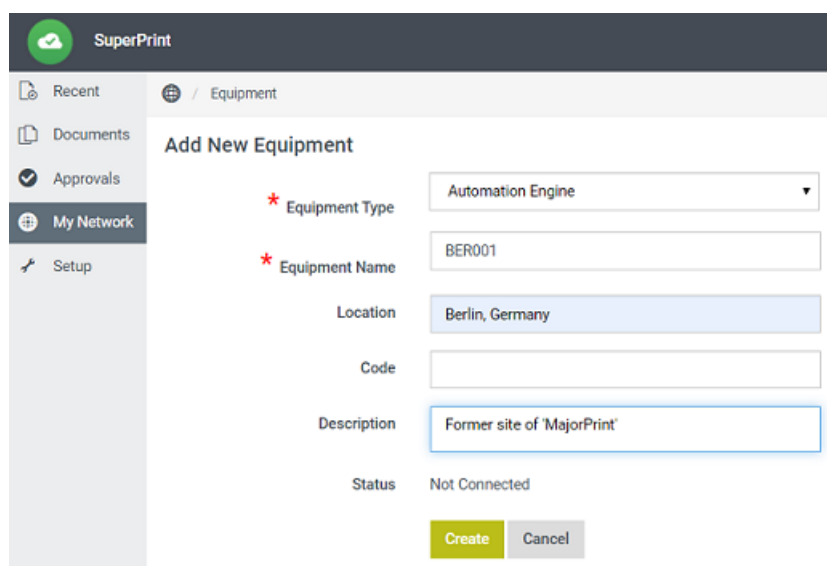 SuperPrint
Recent
Documents
Approvals
My Network
Setup
/ Equipment
Add New Equipment
* Equipment Type
Automation Engine
* Equipment Name
BER001
Location
Berlin, Germany
Code
Description
Former site of 'MajorPrint'
Status
Not Connected
Create
Cancel